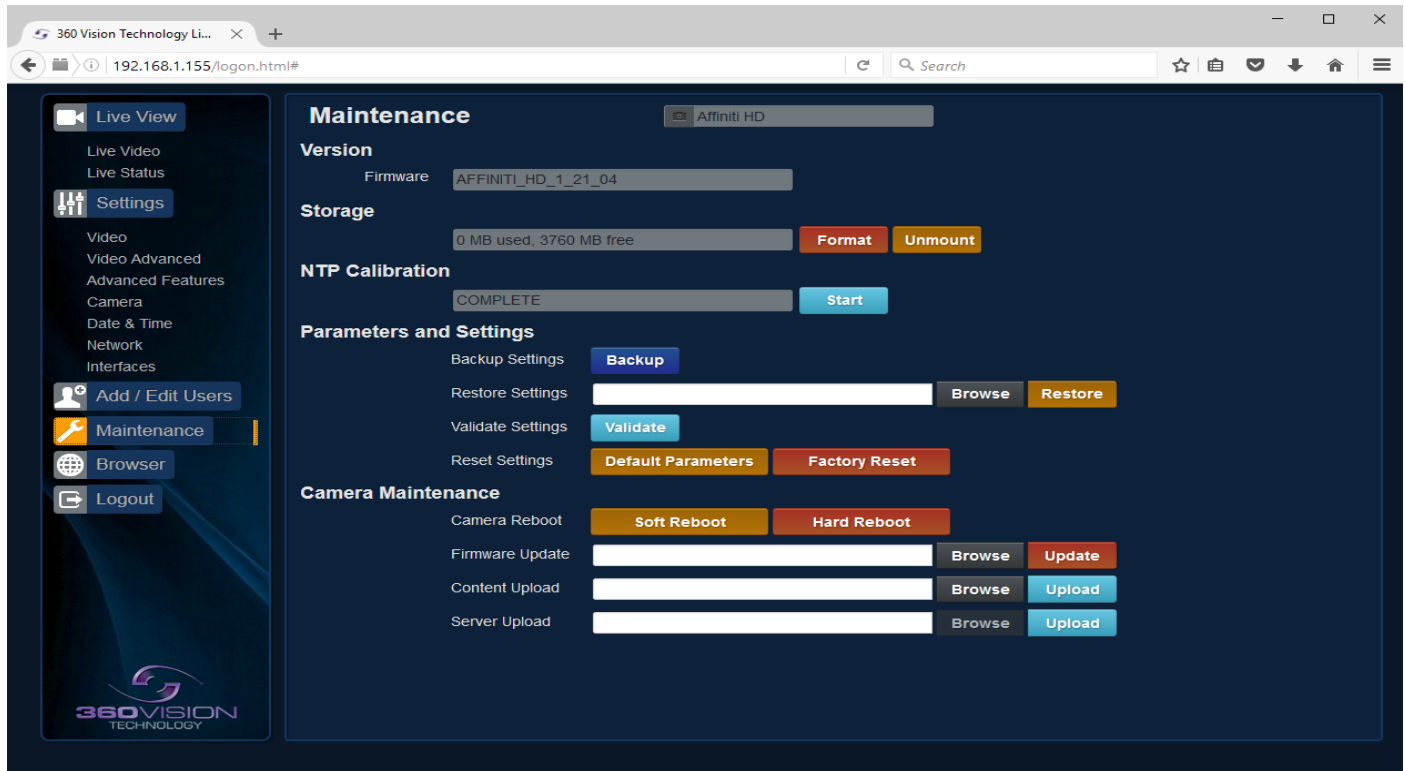 360 Vision Technology Li...
192.168.1.155/logon.html#
Search
Live View
Live Video
Live Status
Settings
Video
Video Advanced
Advanced Features
Camera
Date & Time
Network
Interfaces
Add / Edit Users
Maintenance
Browser
Logout
360VISION
TECHNOLOGY
Maintenance Affiniti HD
Version
Firmware AFFINITI_HD_1_21_04
Storage
0 MB used, 3760 MB free Format Unmount
NTP Calibration
COMPLETE Start
Parameters and Settings
Backup Settings Backup
Restore Settings Browse Restore
Validate Settings Validate
Reset Settings Default Parameters Factory Reset
Camera Maintenance
Camera Reboot Soft Reboot Hard Reboot
Firmware Update Browse Update
Content Upload Browse Upload
Server Upload Browse Upload